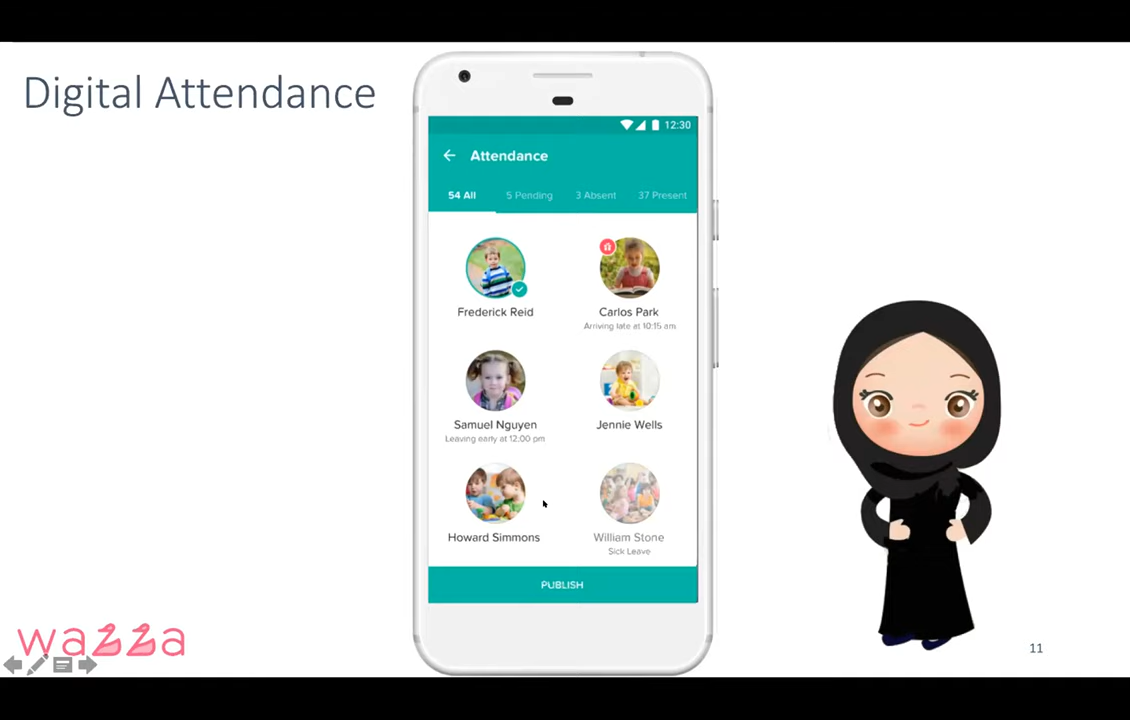 Digital Attendance
12:30
Attendance
54 All 5 Pending 3 Absent 37 Present
Frederick Reid
Carlos Park
Arriving late at 10:15 am
Samuel Nguyen
Leaving early at 12:00 pm
Jennie Wells
Howard Simmons
William Stone
Sick Leave
PUBLISH
wazza
11